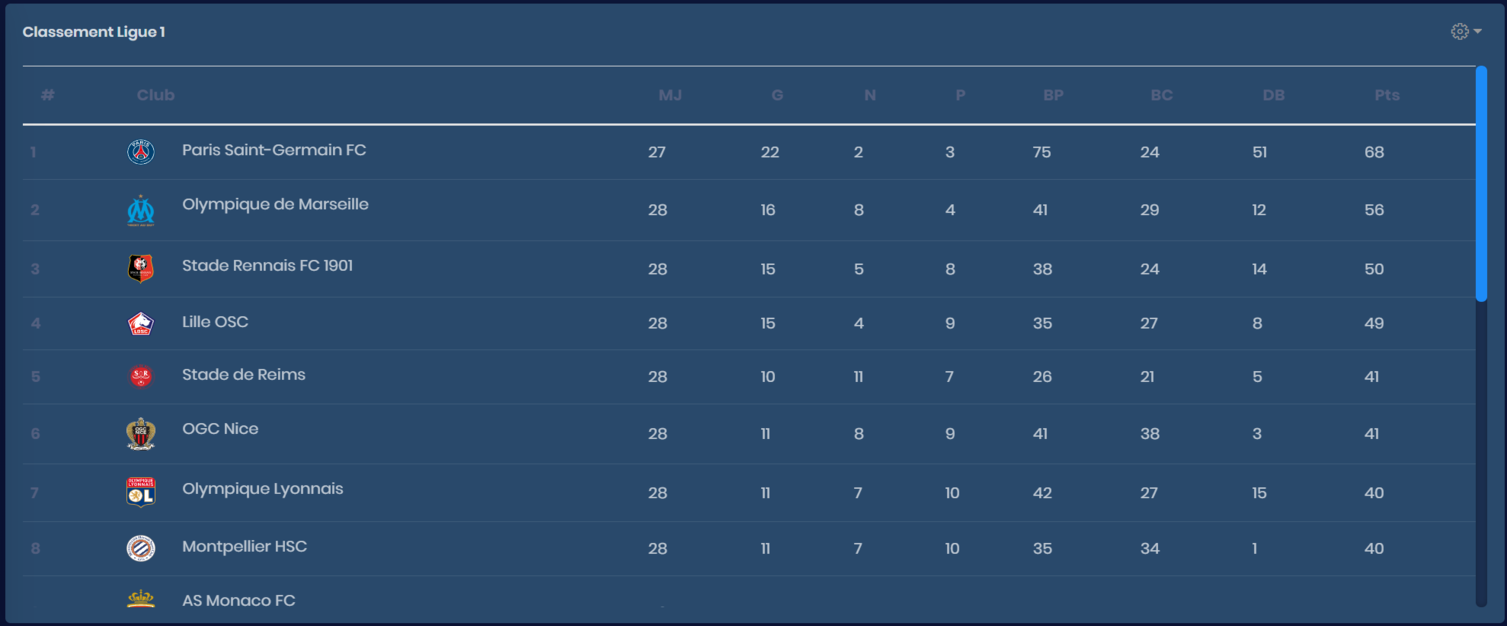 Classement Ligue 1
# Club MJ G N P BP BC DB Pts
1 Paris Saint-Germain FC 27 22 2 3 75 24 51 68
2 Olympique de Marseille 28 16 8 4 41 29 12 56
3 Stade Rennais FC 1901 28 15 5 8 38 24 14 50
4 Lille OSC 28 15 4 9 35 27 8 49
5 Stade de Reims 28 10 11 7 26 21 5 41
6 OGC Nice 28 11 8 9 41 38 3 41
7 Olympique Lyonnais 28 11 7 10 42 27 15 40
8 Montpellier HSC 28 11 7 10 35 34 1 40
AS Monaco FC